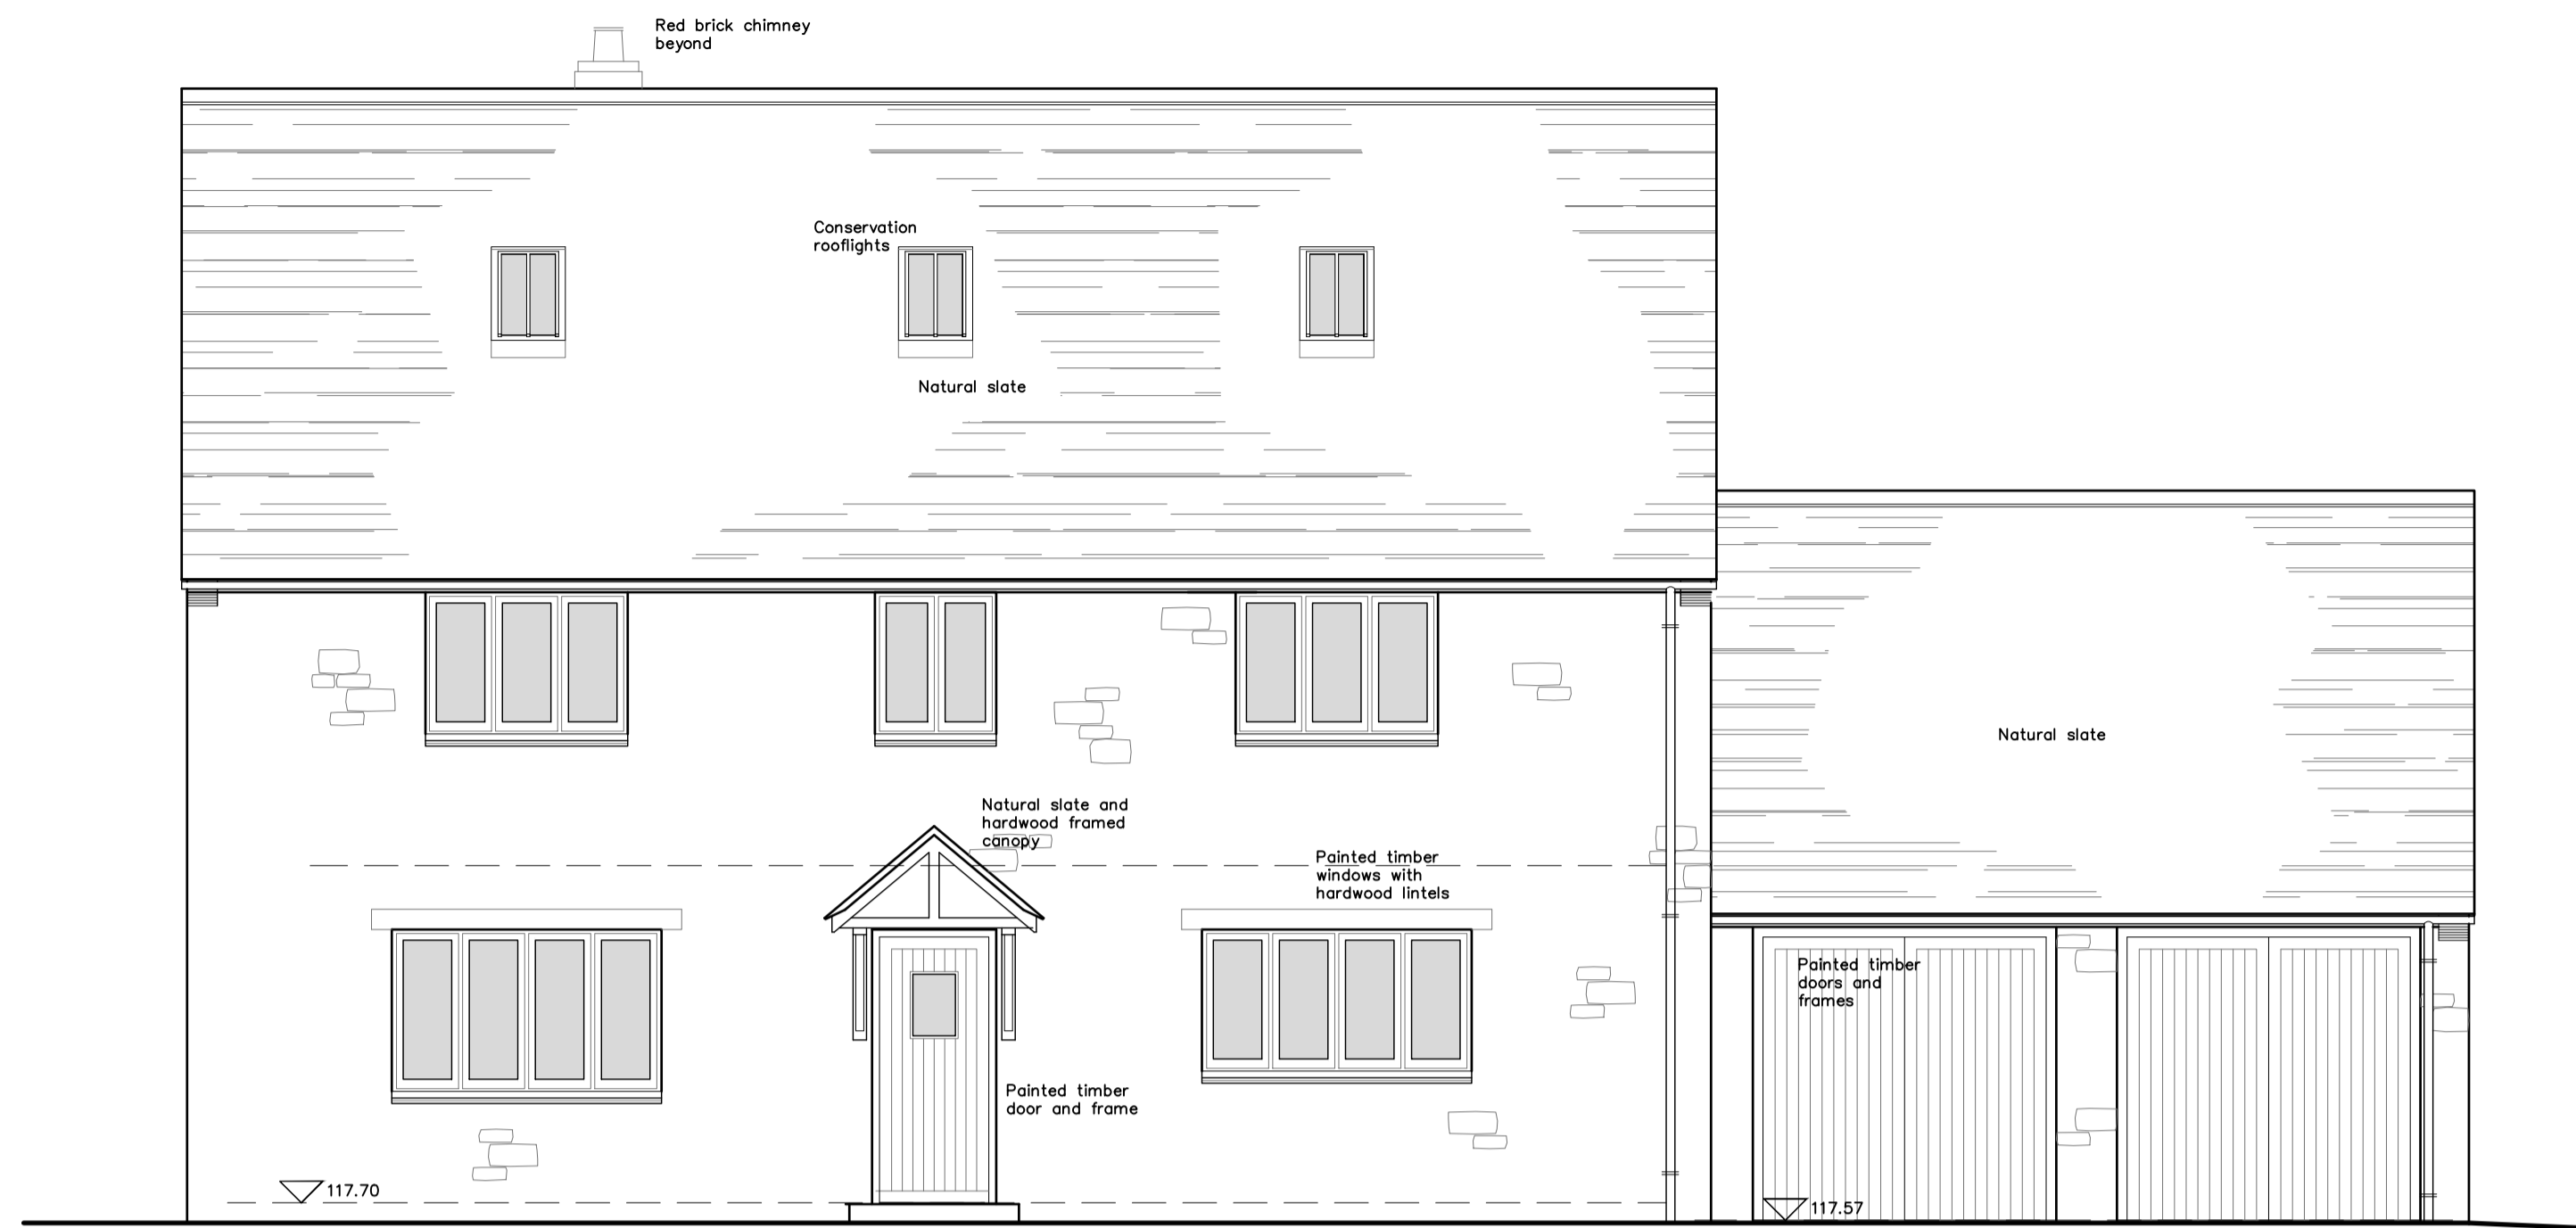 Red brick chimney
beyond
Conservation
rooflights
Natural slate
Natural slate
Natural slate and
hardwood framed
canopy
Painted timber
windows with
hardwood lintels
Painted timber
doors and
frames
Painted timber
door and frame
117.70
117.57